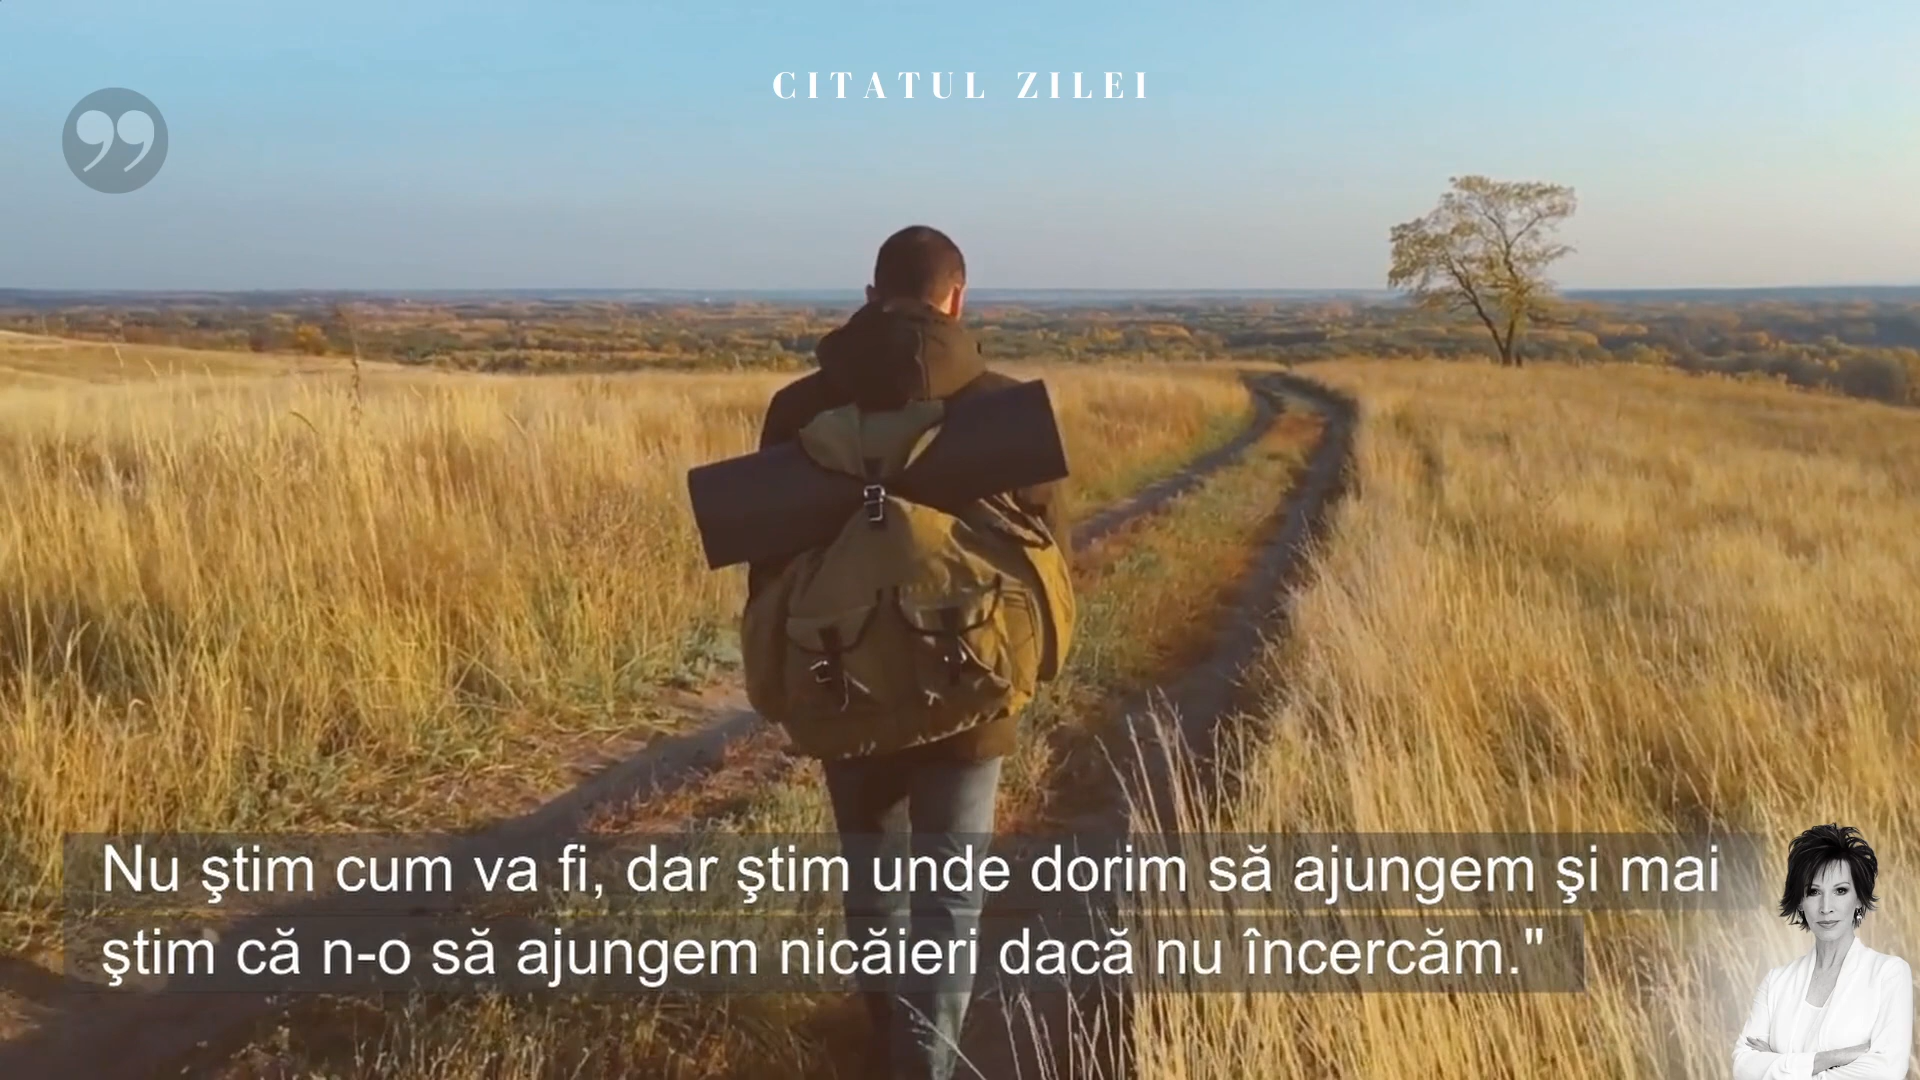 CITATUL ZILEI
Nu ştim cum va fi, dar ştim unde dorim să ajungem şi mai
ştim că n-o să ajungem nicăieri dacă nu încercăm."